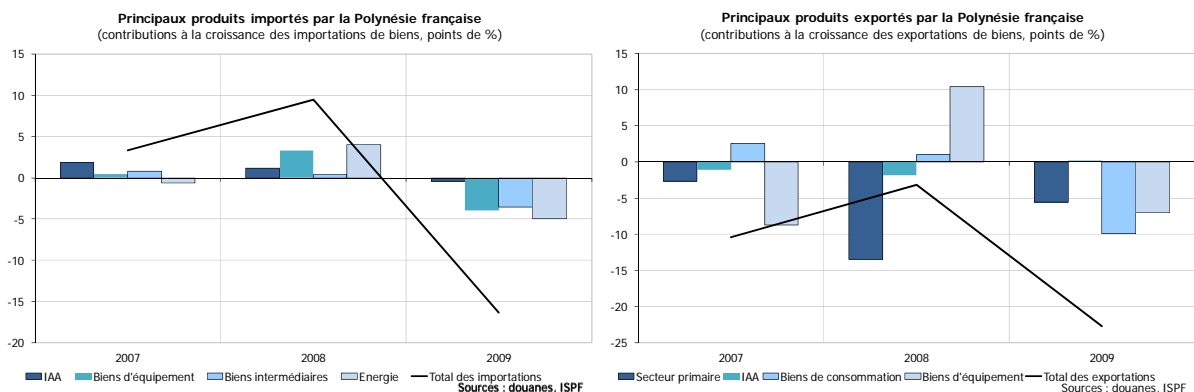 Principaux produits importés par la Polynésie française
(contributions à la croissance des importations de biens, points de %)
15
10
5
0
-5
-10
-15
-20
2007 2008 2009
IAA Biens d'équipement Biens intermédiaires Energie Total des importations
Sources : douanes, ISPF
Principaux produits exportés par la Polynésie française
(contributions à la croissance des exportations de biens, points de %)
15
10
5
0
-5
-10
-15
-20
-25
2007 2008 2009
Secteur primaire IAA Biens de consommation Biens d'équipement Total des exportations
Sources : douanes, ISPF